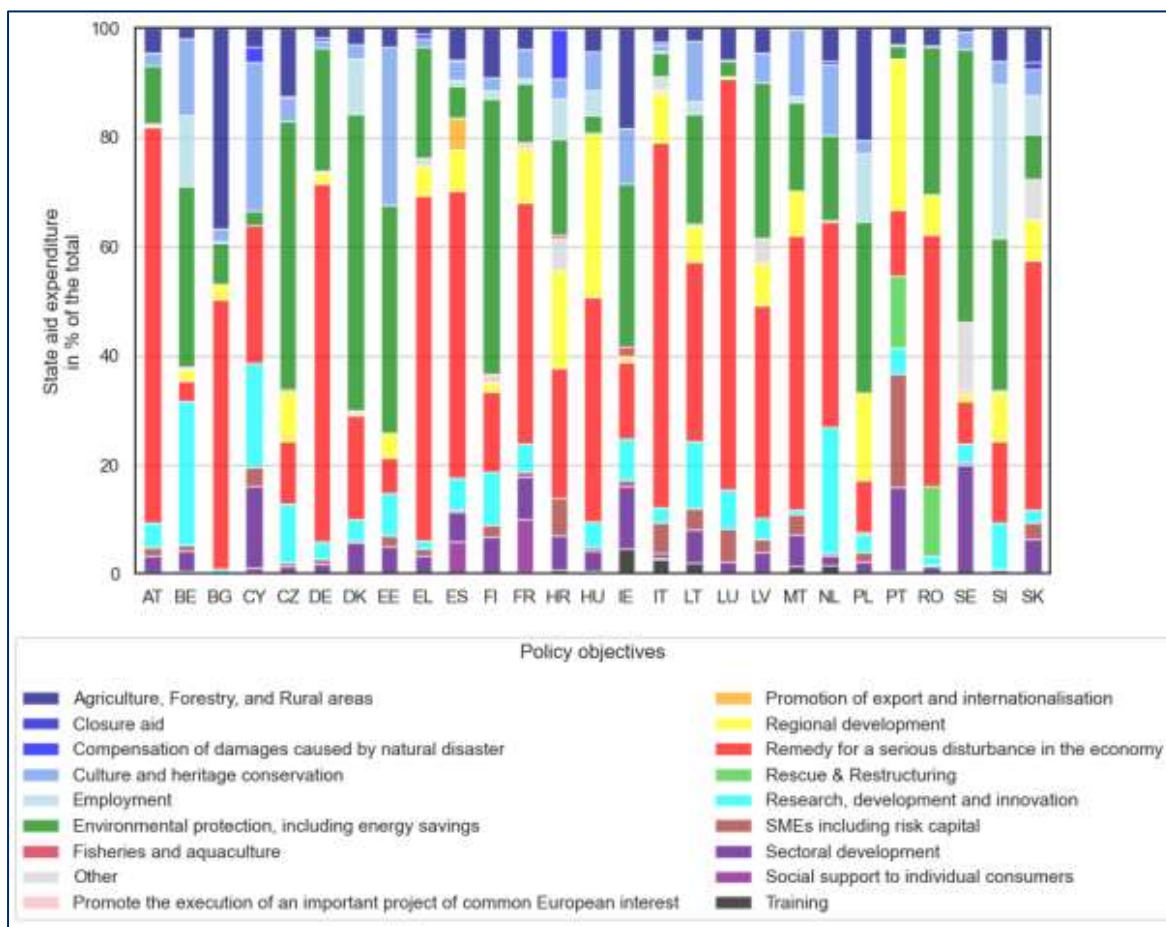 100
80
60
40
20
0
State aid expenditure
in % of the total
AT BE BG CY CZ DE DK EE EL ES FI FR HR HU IE IT LT LU LV MT NL PL PT RO SE SI SK
Policy objectives
Agriculture, Forestry, and Rural areas
Closure aid
Compensation of damages caused by natural disaster
Culture and heritage conservation
Employment
Environmental protection, including energy savings
Fisheries and aquaculture
Other
Promote the execution of an important project of common European interest
Promotion of export and internationalisation
Regional development
Remedy for a serious disturbance in the economy
Rescue & Restructuring
Research, development and innovation
SMEs including risk capital
Sectoral development
Social support to individual consumers
Training